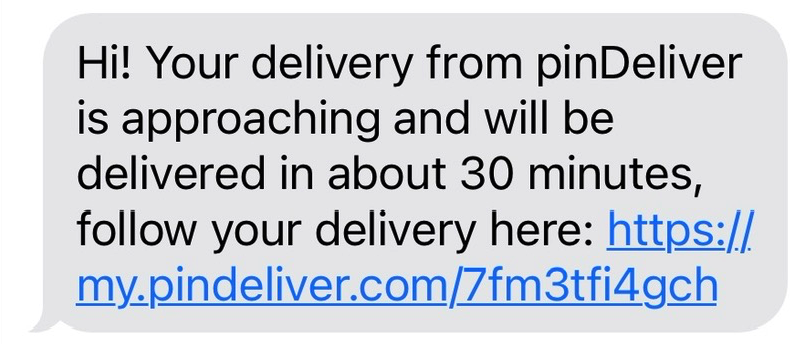 Hi! Your delivery from pinDeliver
is approaching and will be
delivered in about 30 minutes,
follow your delivery here: https://
my.pindeliver.com/7fm3tfi4gch